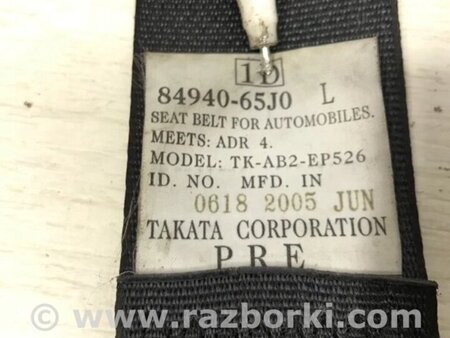 1D
84940-65J0 L
SEAT BELT FOR AUTOMOBILES.
MEETS: ADR 4.
MODEL: TK-AB2-EP526
ID. NO. MFD. IN
0618 2005 JUN
TAKATA CORPORATION
PRE
© www.razborki.com